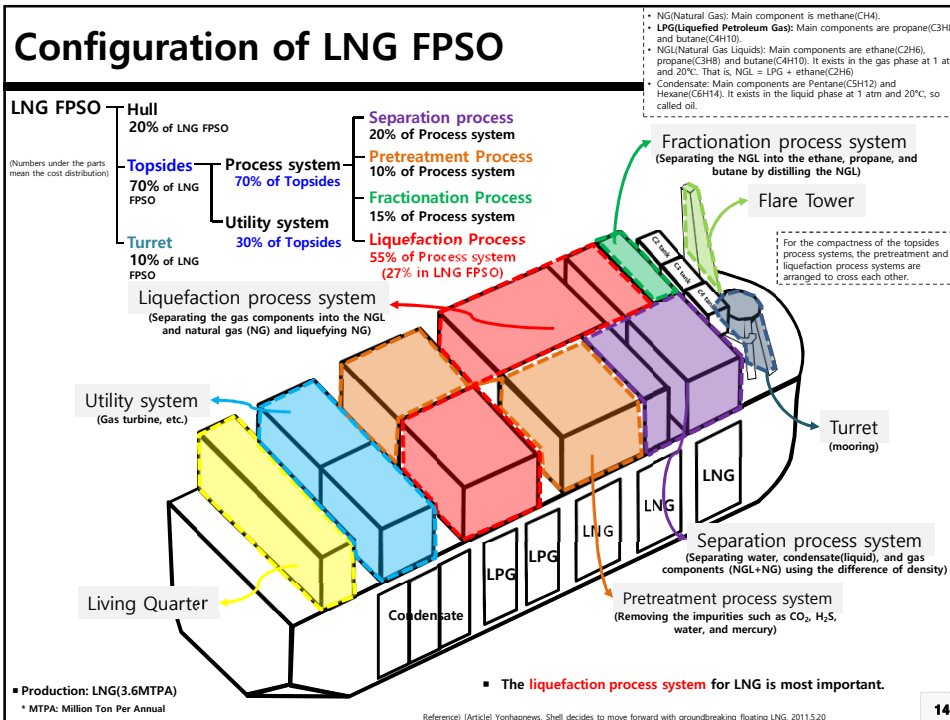 Configuration of LNG FPSO
• NG(Natural Gas): Main component is methane(CH4).
• LPG(Liquefied Petroleum Gas): Main components are propane(C3H8
and butane(C4H10).
• NGL(Natural Gas Liquids): Main components are ethane(C2H6),
propane(C3H8) and butane(C4H10). It exists in the gas phase at 1 at
and 20℃. That is, NGL = LPG + ethane(C2H6)
• Condensate: Main components are Pentane(C5H12) and
Hexane(C6H14). It exists in the liquid phase at 1 atm and 20℃, so
called oil.
LNG FPSO
(Numbers under the parts
mean the cost distribution)
Hull
20% of LNG FPSO
Topsides
70% of LNG
FPSO
Turret
10% of LNG
FPSO
Process system
70% of Topsides
Utility system
30% of Topsides
Separation process
20% of Process system
Pretreatment Process
10% of Process system
Fractionation Process
15% of Process system
Liquefaction Process
55% of Process system
(27% in LNG FPSO)
Fractionation process system
(Separating the NGL into the ethane, propane, and
butane by distilling the NGL)
Flare Tower
For the compactness of the topsides
process systems, the pretreatment and
liquefaction process systems are
arranged to cross each other.
C2 tank
C3 tank
C4 tank
Liquefaction process system
(Separating the gas components into the NGL
and natural gas (NG) and liquefying NG)
Utility system
(Gas turbine, etc.)
Turret
(mooring)
LNG
LNG
LNG
LPG
LPG
Condensate
Separation process system
(Separating water, condensate(liquid), and gas
components (NGL+NG) using the difference of density)
Living Quarter
Pretreatment process system
(Removing the impurities such as CO₂, H₂S,
water, and mercury)
▪ Production: LNG(3.6MTPA)
* MTPA: Million Ton Per Annual
▪ The liquefaction process system for LNG is most important.
Reference) [Article] Yonhapnews, Shell decides to move forward with groundbreaking floating LNG, 2011.5.20
14